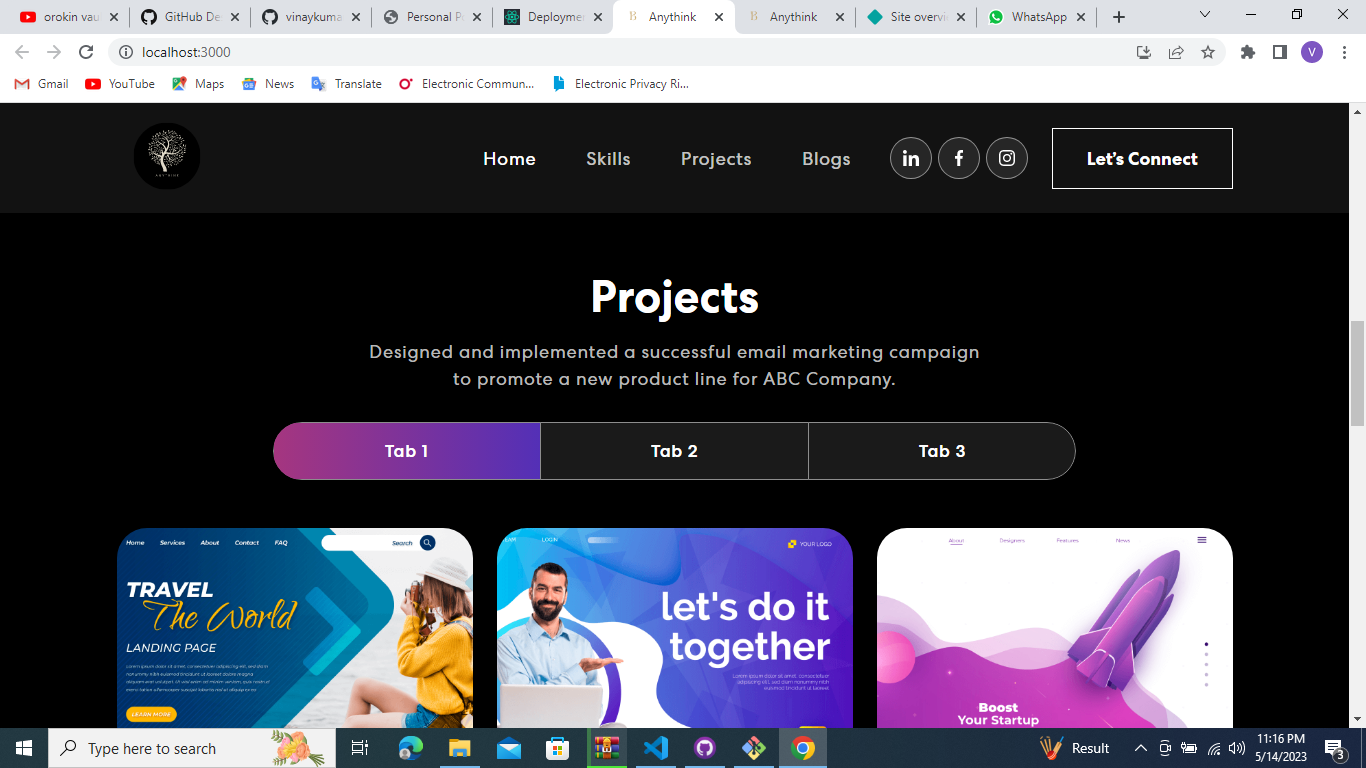 orokin vau
GitHub De
vinaykuma
Personal P
Deployme
Anythink
Anythink
Site overvi
WhatsApp
localhost:3000
V
Gmail
YouTube
Maps
News
Translate
Electronic Commun...
Electronic Privacy Ri...
Home
Skills
Projects
Blogs
Let's Connect
Projects
Designed and implemented a successful email marketing campaign
to promote a new product line for ABC Company.
Tab 1
Tab 2
Tab 3
Home Services About Contact FAQ
Search
TRAVEL
The World
LANDING PAGE
LEARN MORE
LOGIN
YOUR LOGO
let's do it
together
About
Designers
Features
News
Boost
Your Startup
Type here to search
Result
11:16 PM
5/14/2023
3